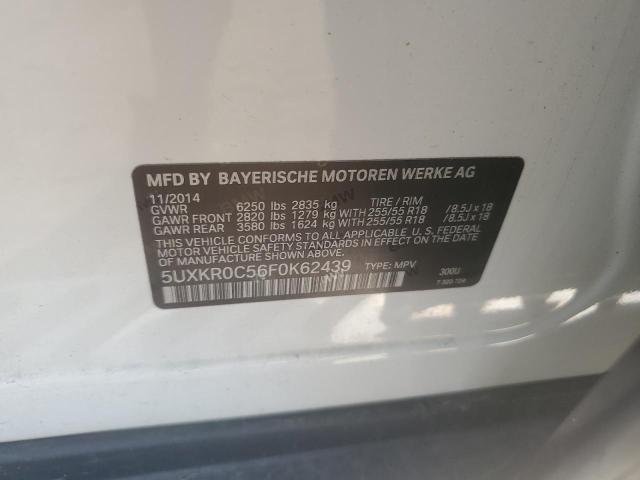 MFD BY BAYERISCHE MOTOREN WERKE AG
11/2014 TIRE / RIM
GVWR 6250 lbs 2835 kg
GAWR FRONT 2820 lbs 1279 kg WITH 255/55 R18 /8.5J x 18
GAWR REAR 3580 lbs 1624 kg WITH 255/55 R18 /8.5J x 18
THIS VEHICLE CONFORMS TO ALL APPLICABLE U.S. FEDERAL
MOTOR VEHICLE SAFETY STANDARDS IN EFFECT ON THE DATE
OF MANUFACTURE SHOWN ABOVE.
5UXKR0C56F0K62439 TYPE: MPV 300U